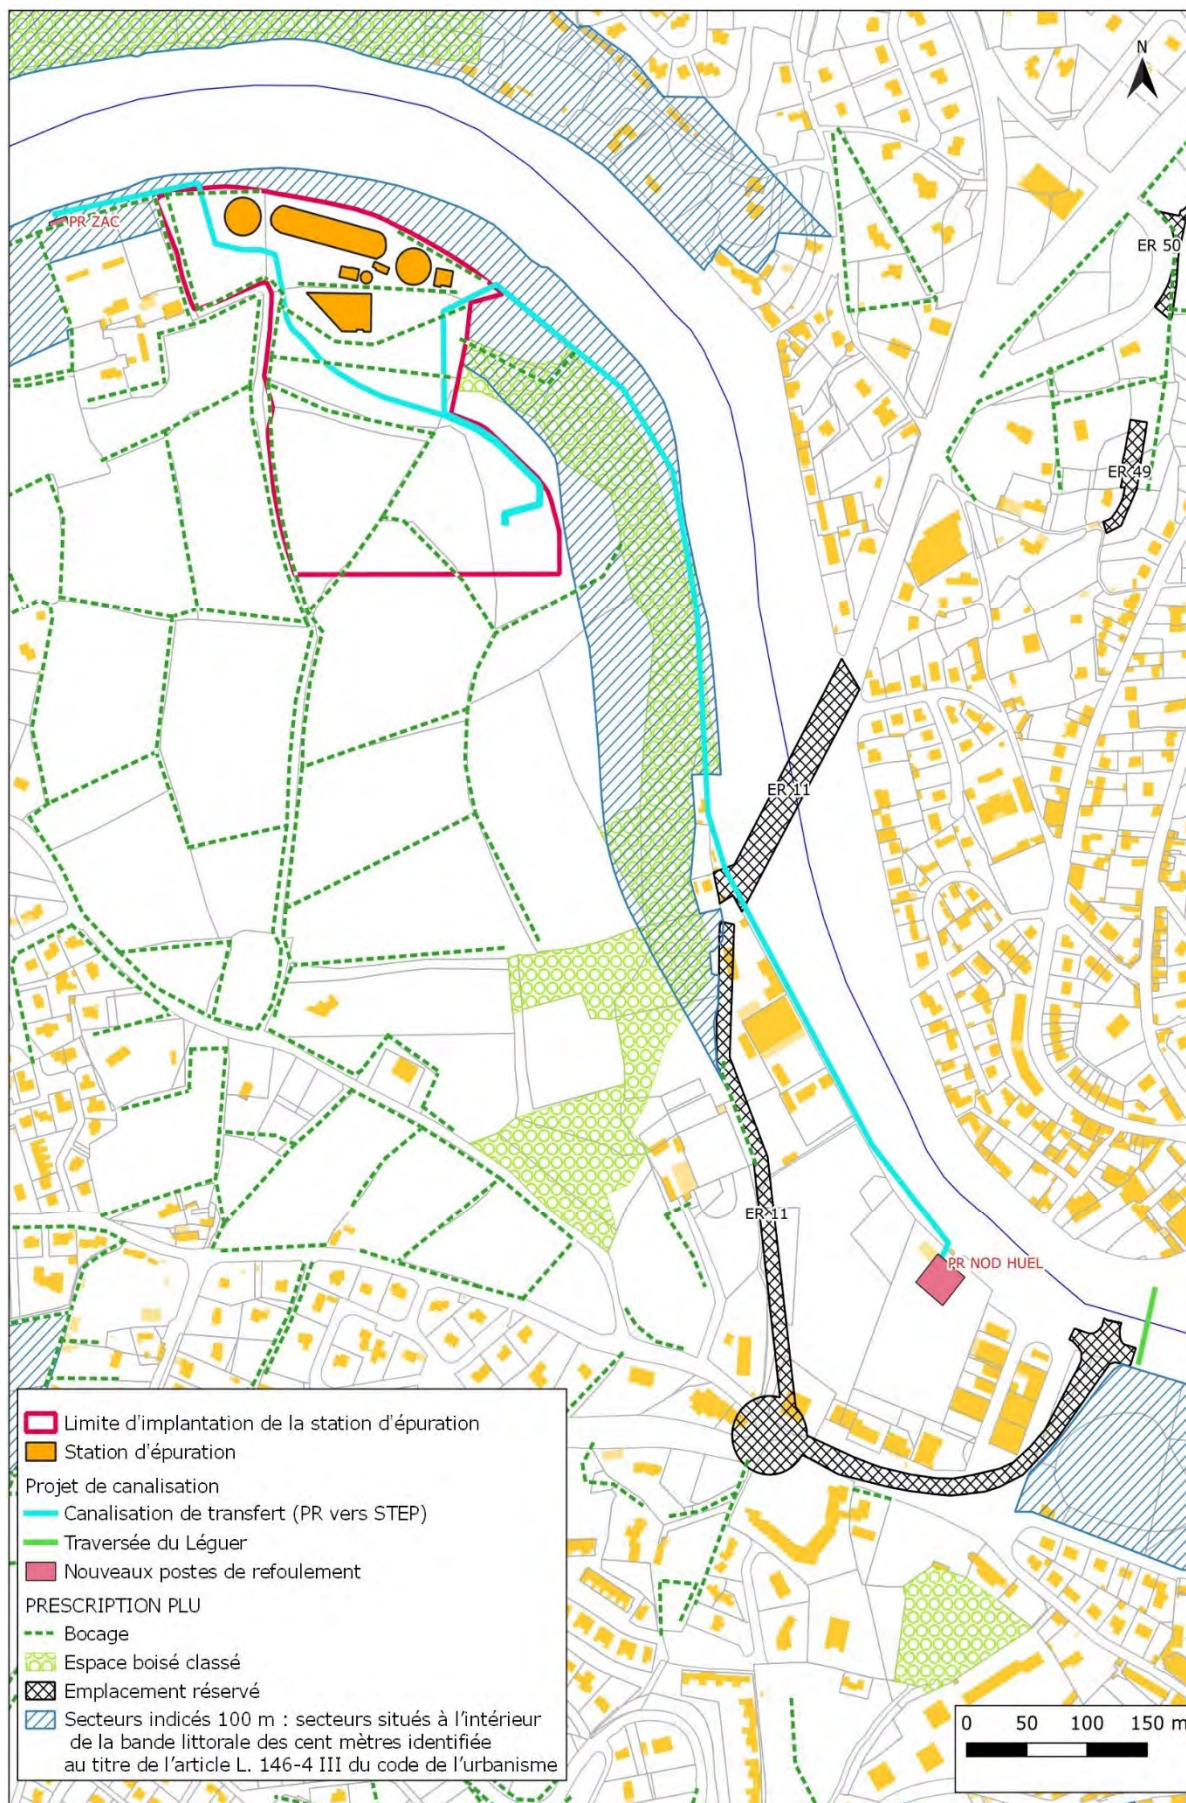 N
PR ZAC
ER 50
ER 49
ER 11
ER 11
PR NOD HUEL
Limite d'implantation de la station d'épuration
Station d'épuration
Projet de canalisation
Canalisation de transfert (PR vers STEP)
Traversée du Léguer
Nouveaux postes de refoulement
PRESCRIPTION PLU
Bocage
Espace boisé classé
Emplacement réservé
Secteurs indicés 100 m : secteurs situés à l'intérieur
de la bande littorale des cent mètres identifiée
au titre de l'article L. 146-4 III du code de l'urbanisme
0 50 100 150 m